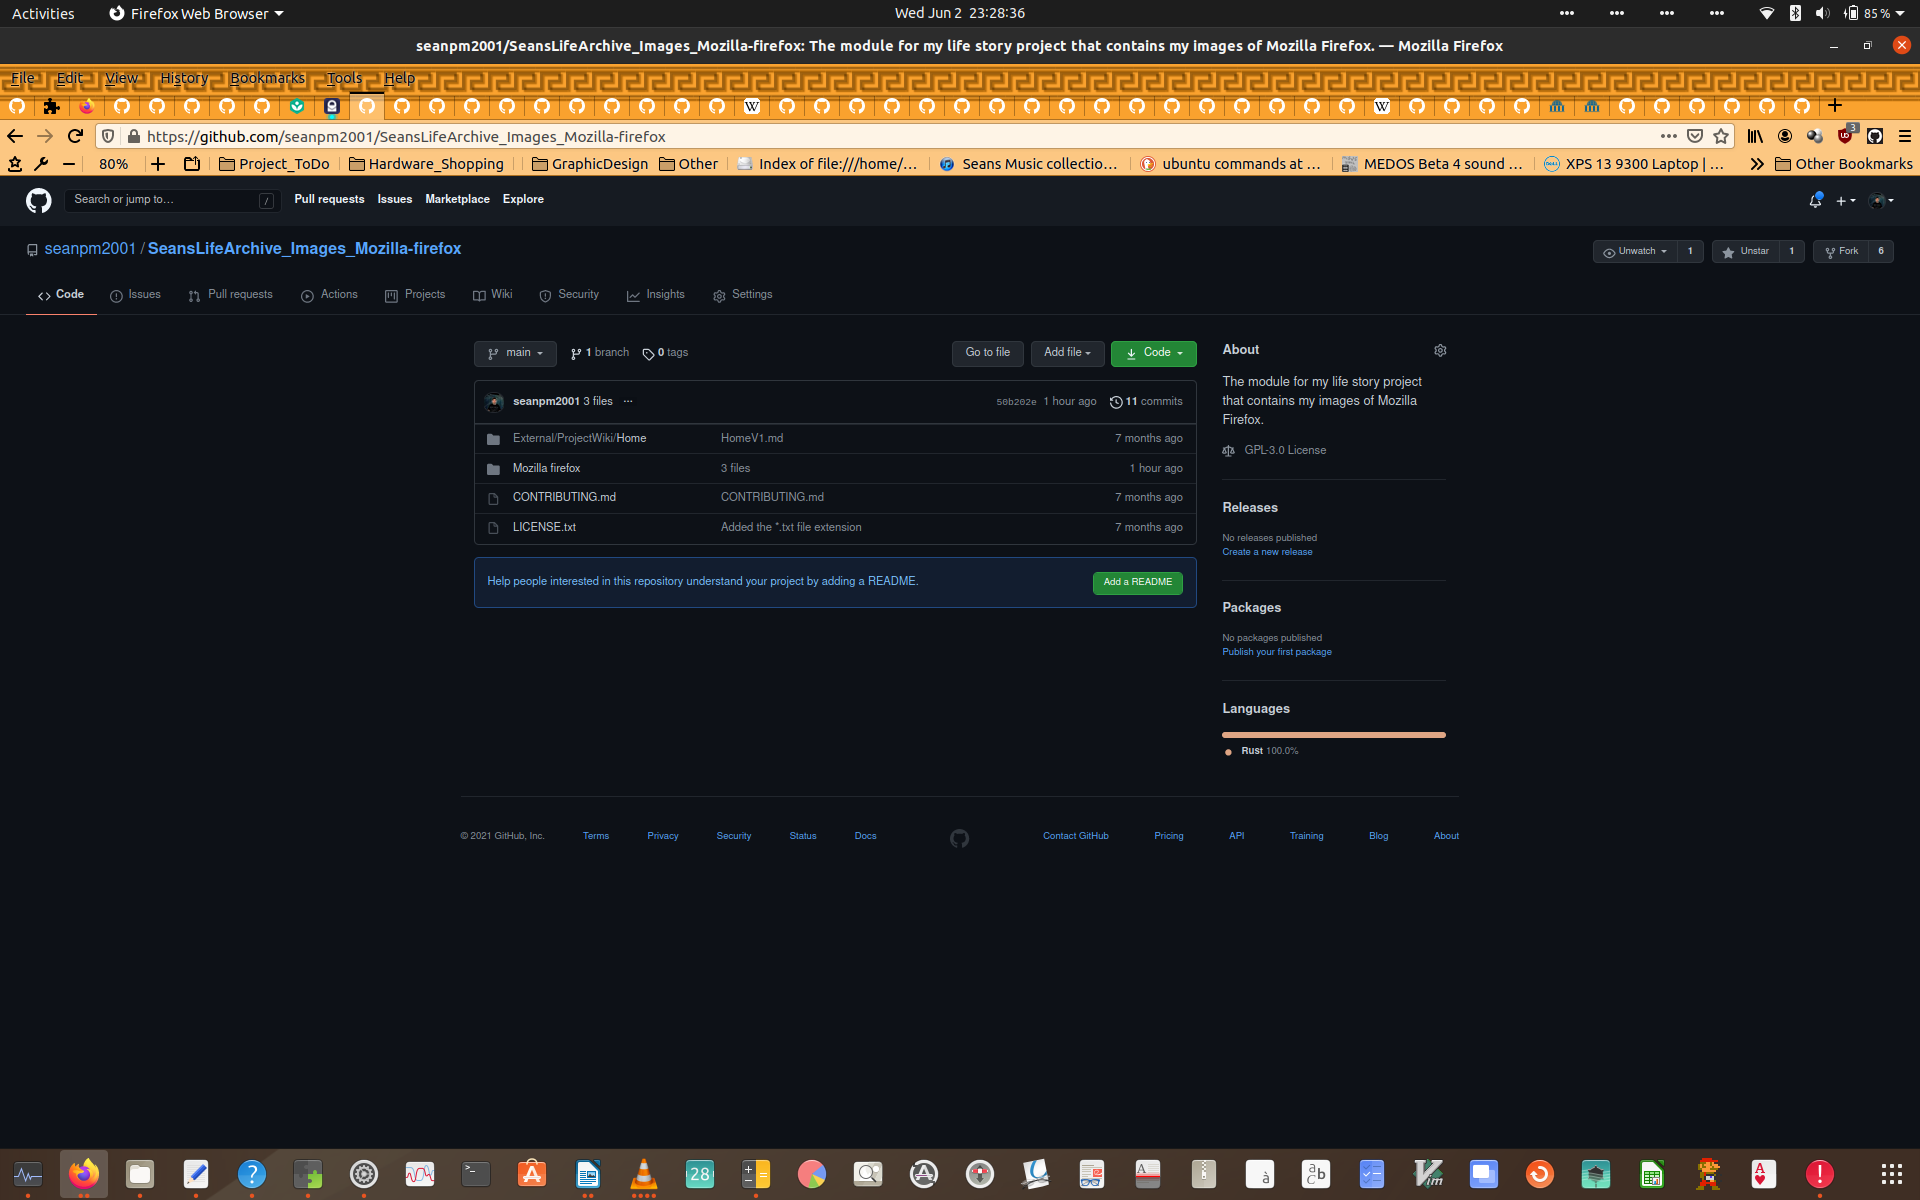 Activities Firefox Web Browser Wed Jun 2 23:28:36 85 %
seanpm2001/SeansLifeArchive_Images_Mozilla-firefox: The module for my life story project that contains my images of Mozilla Firefox. — Mozilla Firefox
File Edit View History Bookmarks Tools Help
https://github.com/seanpm2001/SeansLifeArchive_Images_Mozilla-firefox 3
80% Project_ToDo Hardware_Shopping GraphicDesign Other Index of file:///home/… Seans Music collectio… ubuntu commands at … MEDOS Beta 4 sound … XPS 13 9300 Laptop | … Other Bookmarks
Search or jump to… / Pull requests Issues Marketplace Explore
seanpm2001 / SeansLifeArchive_Images_Mozilla-firefox Unwatch 1 Unstar 1 Fork 6
Code Issues Pull requests Actions Projects Wiki Security Insights Settings
main 1 branch 0 tags Go to file Add file Code
seanpm2001 3 files ... 50b202e 1 hour ago 11 commits
External/ProjectWiki/Home HomeV1.md 7 months ago
Mozilla firefox 3 files 1 hour ago
CONTRIBUTING.md CONTRIBUTING.md 7 months ago
LICENSE.txt Added the *.txt file extension 7 months ago
Help people interested in this repository understand your project by adding a README. Add a README
About
The module for my life story project
that contains my images of Mozilla
Firefox.
GPL-3.0 License
Releases
No releases published
Create a new release
Packages
No packages published
Publish your first package
Languages
Rust 100.0%
© 2021 GitHub, Inc. Terms Privacy Security Status Docs Contact GitHub Pricing API Training Blog About
28